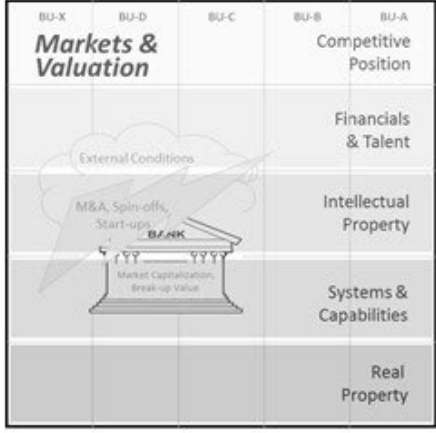 BU-X BU-D BU-C BU-B BU-A
Markets &
Valuation
Competitive
Position
Financials
& Talent
External Conditions
M&A, Spin-offs,
Start-ups
Intellectual
Property
BANK
Market Capitalization,
Break-up Value
Systems &
Capabilities
Real
Property